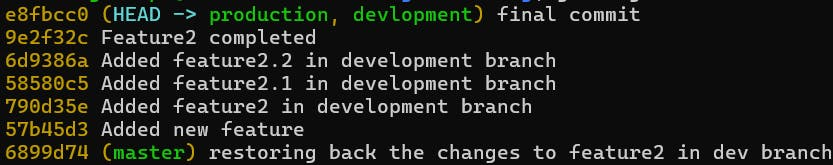 e8fbcc0 (HEAD -> production, devlopment) final commit
9e2f32c Feature2 completed
6d9386a Added feature2.2 in development branch
58580c5 Added feature2.1 in development branch
790d35e Added feature2 in development branch
57b45d3 Added new feature
6899d74 (master) restoring back the changes to feature2 in dev branch